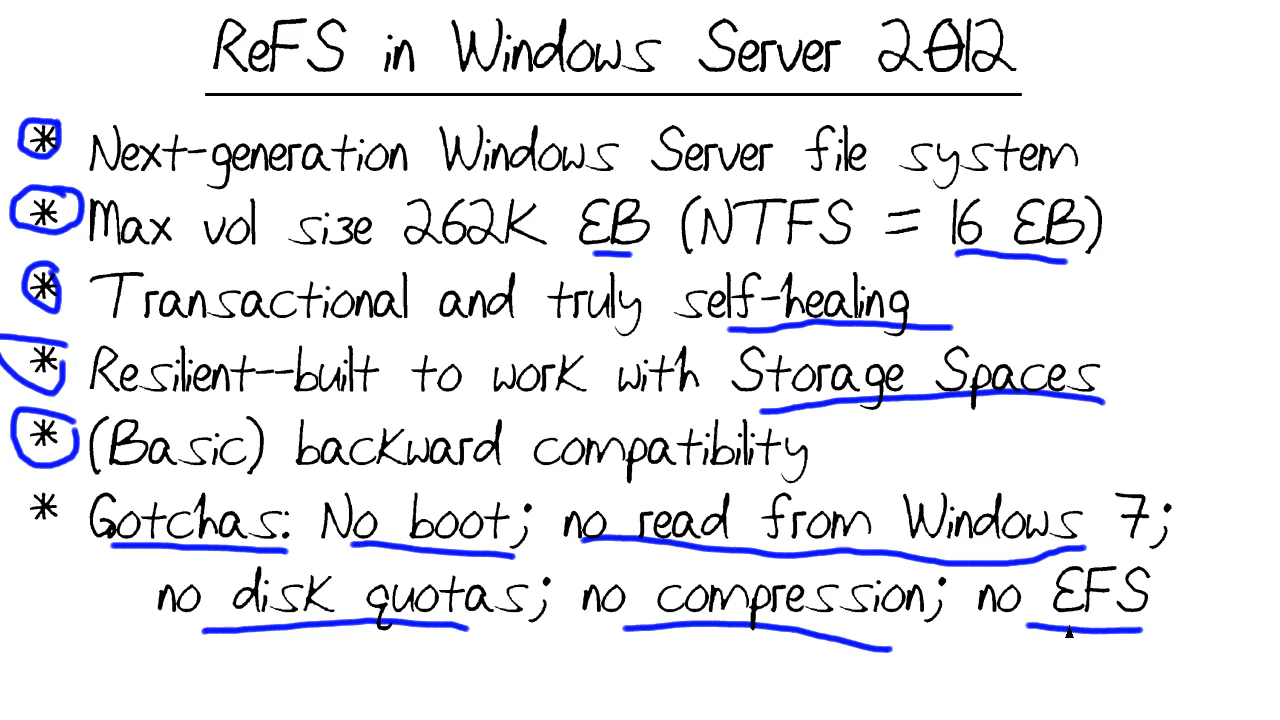 ReFS in Windows Server 2012
* Next-generation Windows Server file system
* Max vol size 262K EB (NTFS = 16 EB)
* Transactional and truly self-healing
* Resilient--built to work with Storage Spaces
* (Basic) backward compatibility
* Gotchas: No boot; no read from Windows 7;
no disk quotas; no compression; no EFS